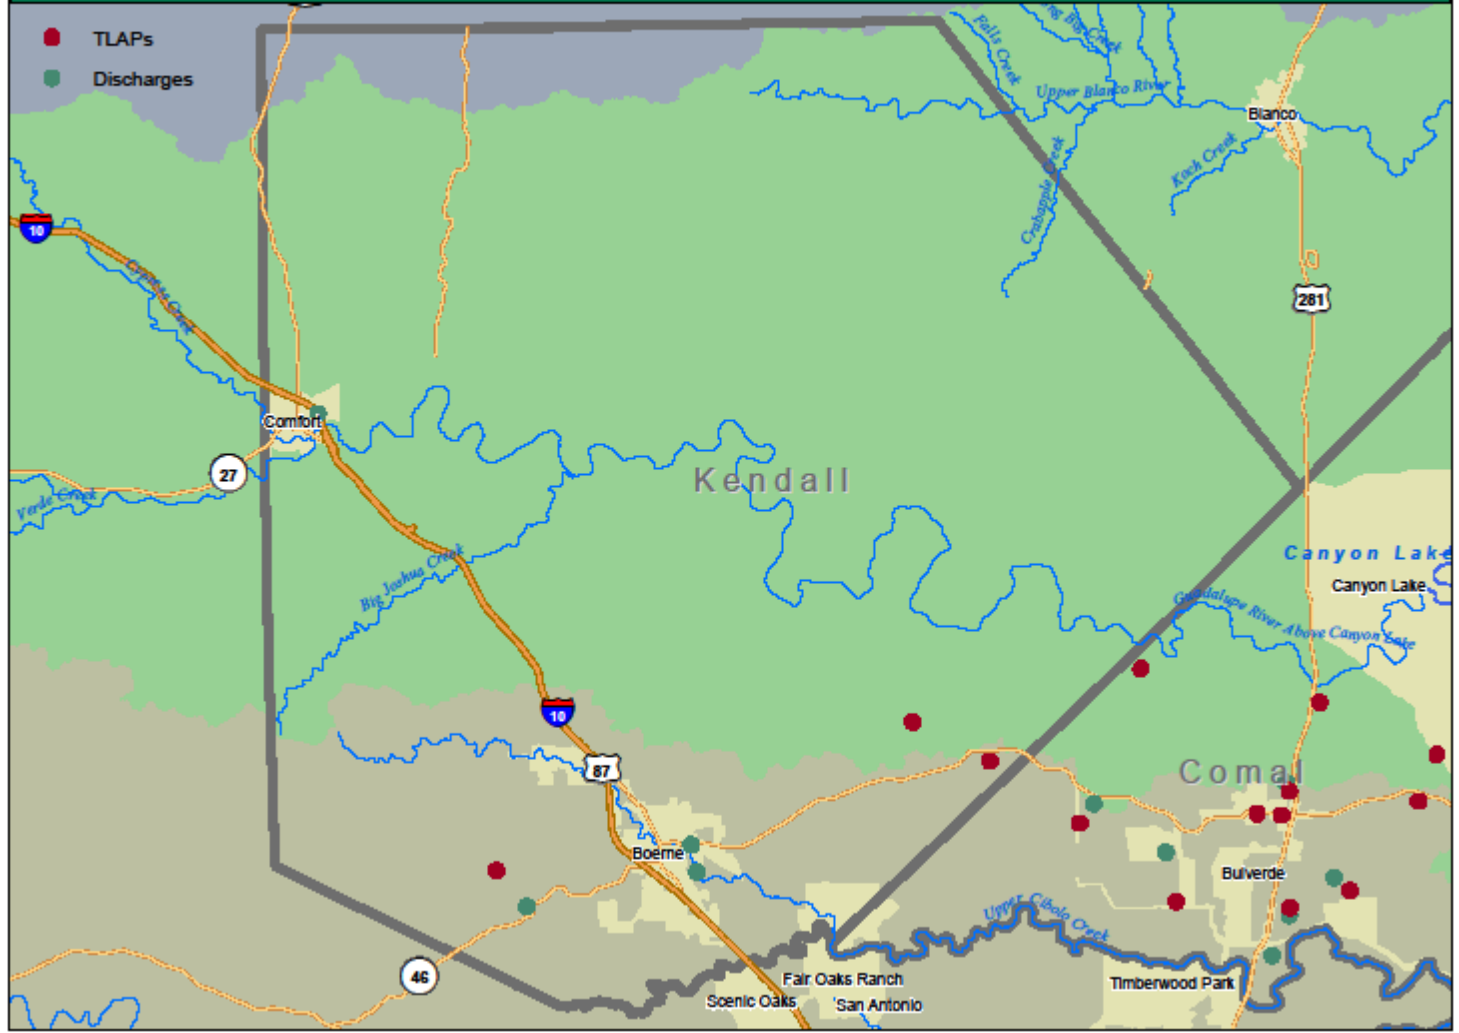 TLAPs
Discharges
Falls Creek
Big Creek
Upper Blanco River
Blanco
Koch Creek
Crabapple Creek
10
Cypress Creek
281
Comfort
27
Kendall
Verde Creek
Big Joshua Creek
Canyon Lake
Canyon Lake
Guadalupe River Above Canyon Lake
10
87
Comal
Boerne
Bulverde
Upper Cibolo Creek
46
Fair Oaks Ranch
Timberwood Park
Scenic Oaks
San Antonio